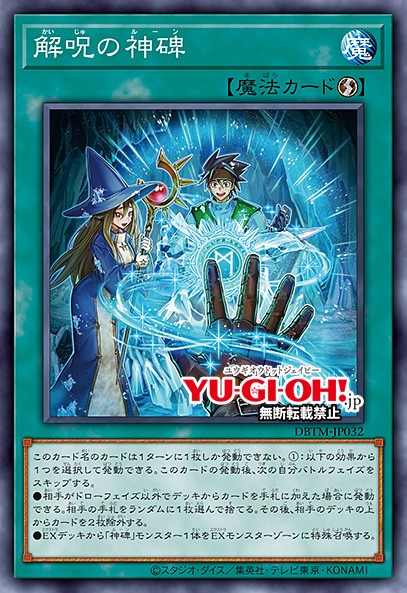 解呪の神碑
かいじゅ ルーン
魔
【魔法カード】
まほう
ユウギオウドットジェイピー
YU-GI-OH!.jp
無断転載禁止
DBTM-JP032
このカード名のカードは1ターンに1枚しか発動できない。①：以下の効果から
1つを選択して発動できる。このカードの発動後、次の自分バトルフェイズを
スキップする。
●相手がドローフェイズ以外でデッキからカードを手札に加えた場合に発動
できる。相手の手札をランダムに1枚選んで捨てる。その後、相手のデッキの上
からカードを2枚除外する。
●EXデッキから「神碑」モンスター1体をEXモンスターゾーンに特殊召喚する。
©スタジオ・ダイス／集英社・テレビ東京・KONAMI